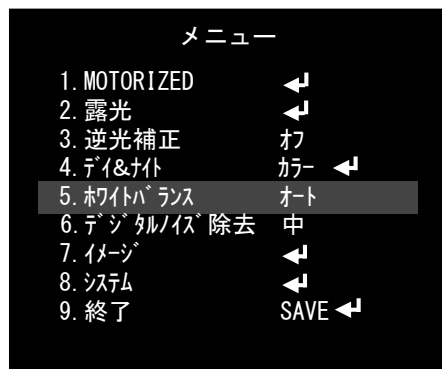 メニュー
1. MOTORIZED ↲
2. 露光 ↲
3. 逆光補正 オフ
4. ﾃﾞｲ&ﾅｲﾄ ｶﾗｰ ↲
5. ﾎﾜｲﾄﾊﾞﾗﾝｽ ｵｰﾄ
6. ﾃﾞｼﾞﾀﾙﾉｲｽﾞ除去 中
7. ｲﾒｰｼﾞ ↲
8. ｼｽﾃﾑ ↲
9. 終了 SAVE ↲